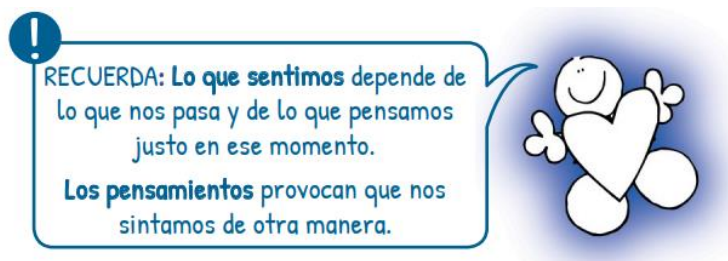 !
RECUERDA: Lo que sentimos depende de
lo que nos pasa y de lo que pensamos
justo en ese momento.
Los pensamientos provocan que nos
sintamos de otra manera.